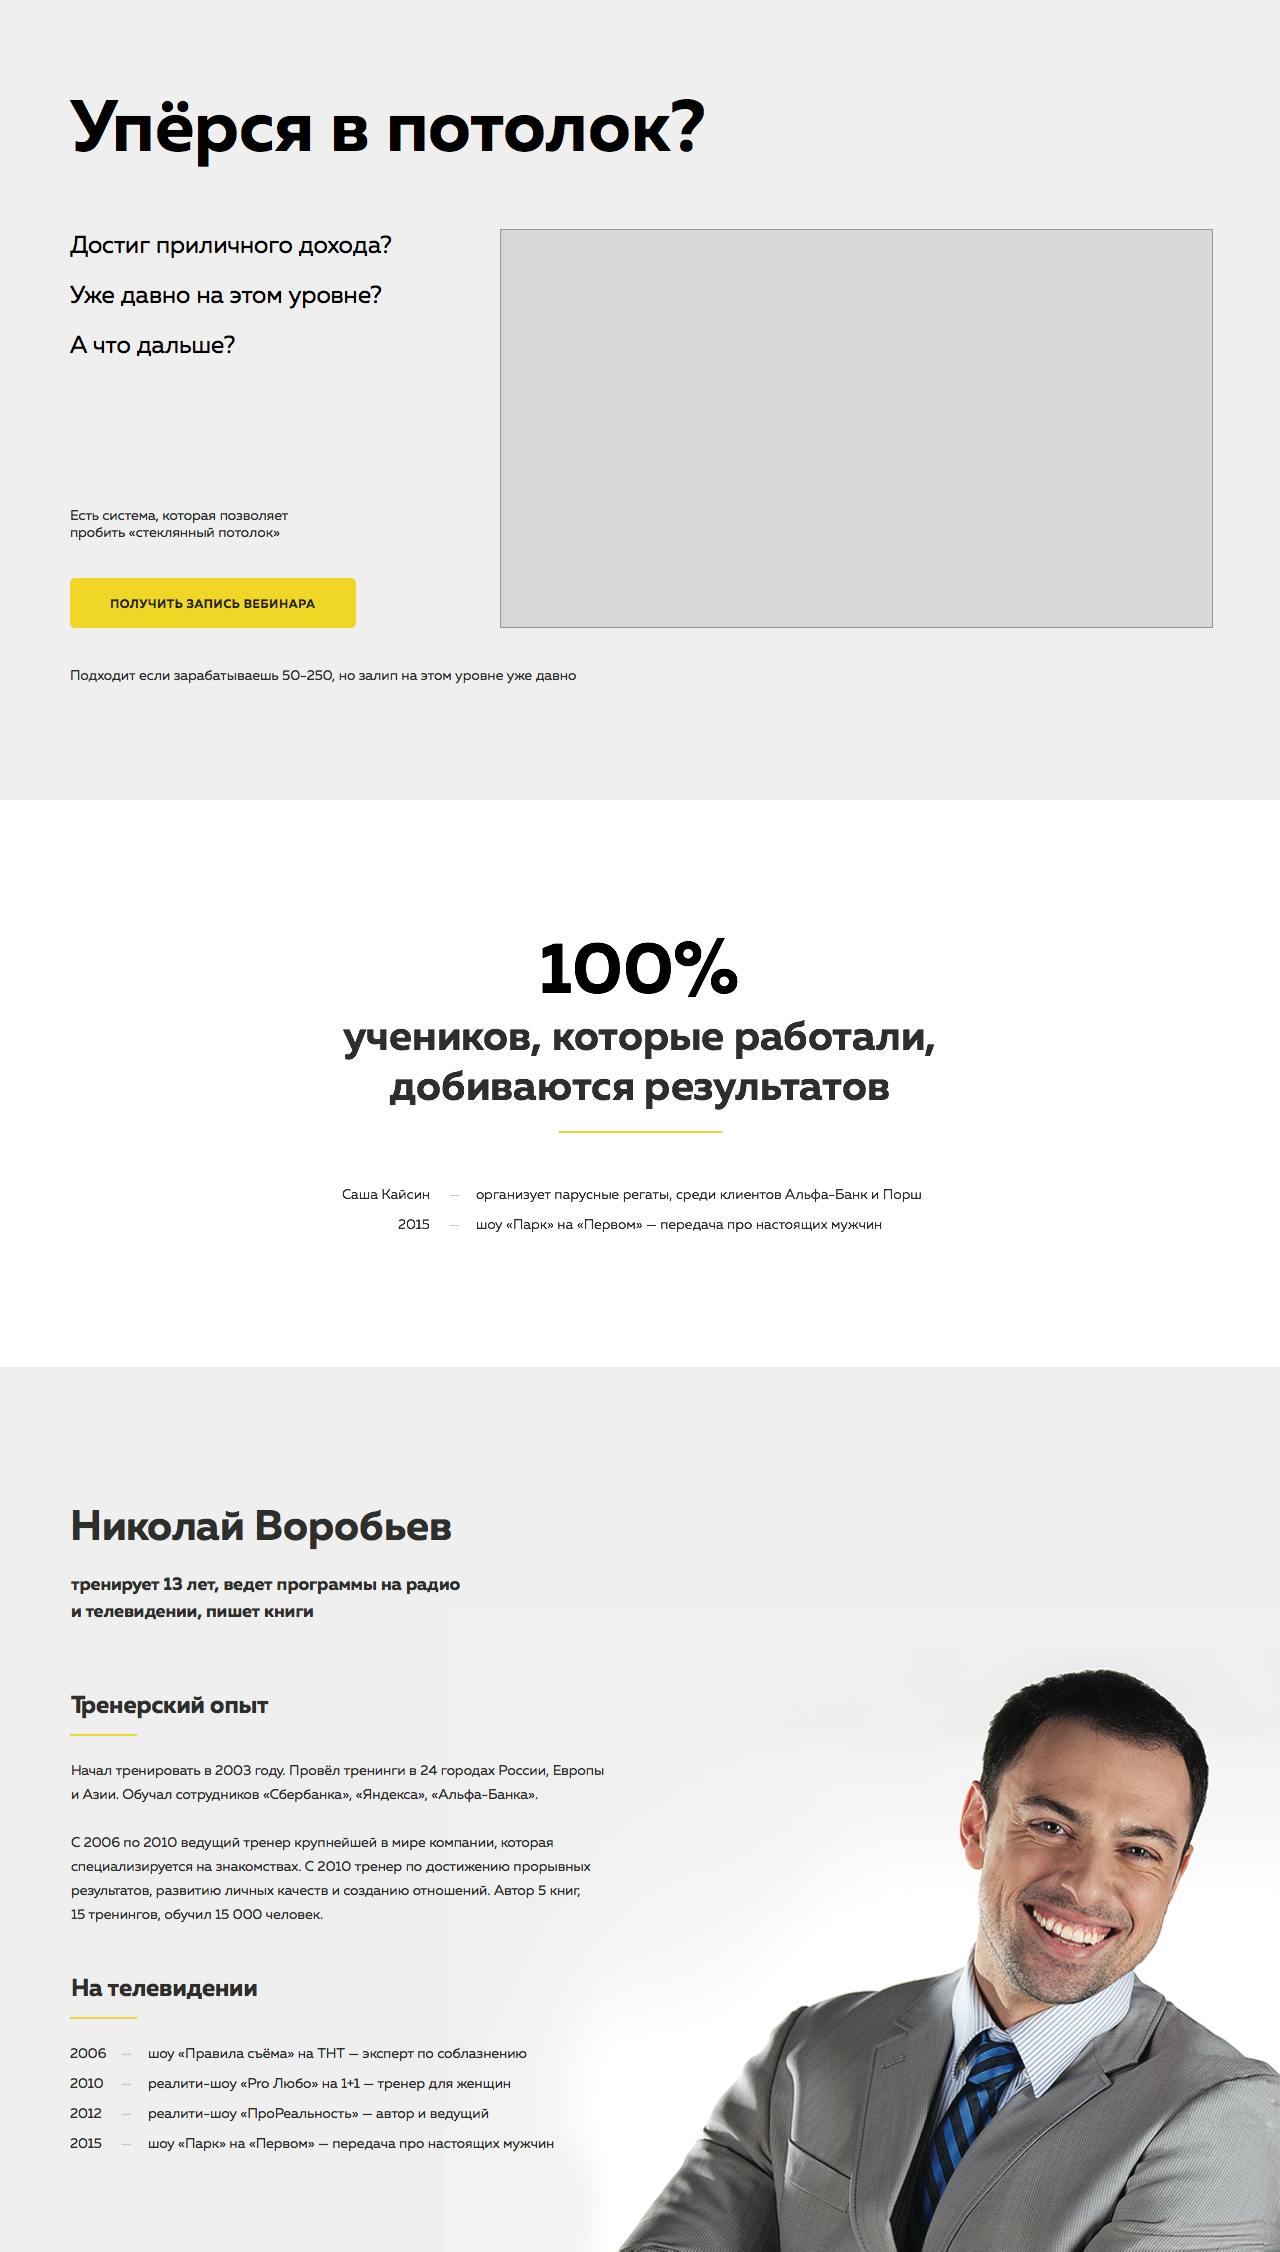 Упёрся в потолок?
Достиг приличного дохода?
Уже давно на этом уровне?
А что дальше?
Есть система, которая позволяет
пробить «стеклянный потолок»
ПОЛУЧИТЬ ЗАПИСЬ ВЕБИНАРА
Подходит если зарабатываешь 50-250, но залип на этом уровне уже давно
100%
учеников, которые работали,
добиваются результатов
Саша Кайсин — организует парусные регаты, среди клиентов Альфа-Банк и Порш
2015 — шоу «Парк» на «Первом» — передача про настоящих мужчин
Николай Воробьев
тренирует 13 лет, ведет программы на радио
и телевидении, пишет книги
Тренерский опыт
Начал тренировать в 2003 году. Провёл тренинги в 24 городах России, Европы
и Азии. Обучал сотрудников «Сбербанка», «Яндекса», «Альфа-Банка».
С 2006 по 2010 ведущий тренер крупнейшей в мире компании, которая
специализируется на знакомствах. С 2010 тренер по достижению прорывных
результатов, развитию личных качеств и созданию отношений. Автор 5 книг,
15 тренингов, обучил 15 000 человек.
На телевидении
2006 — шоу «Правила съёма» на ТНТ — эксперт по соблазнению
2010 — реалити-шоу «Pro Любо» на 1+1 — тренер для женщин
2012 — реалити-шоу «ПроРеальность» — автор и ведущий
2015 — шоу «Парк» на «Первом» — передача про настоящих мужчин